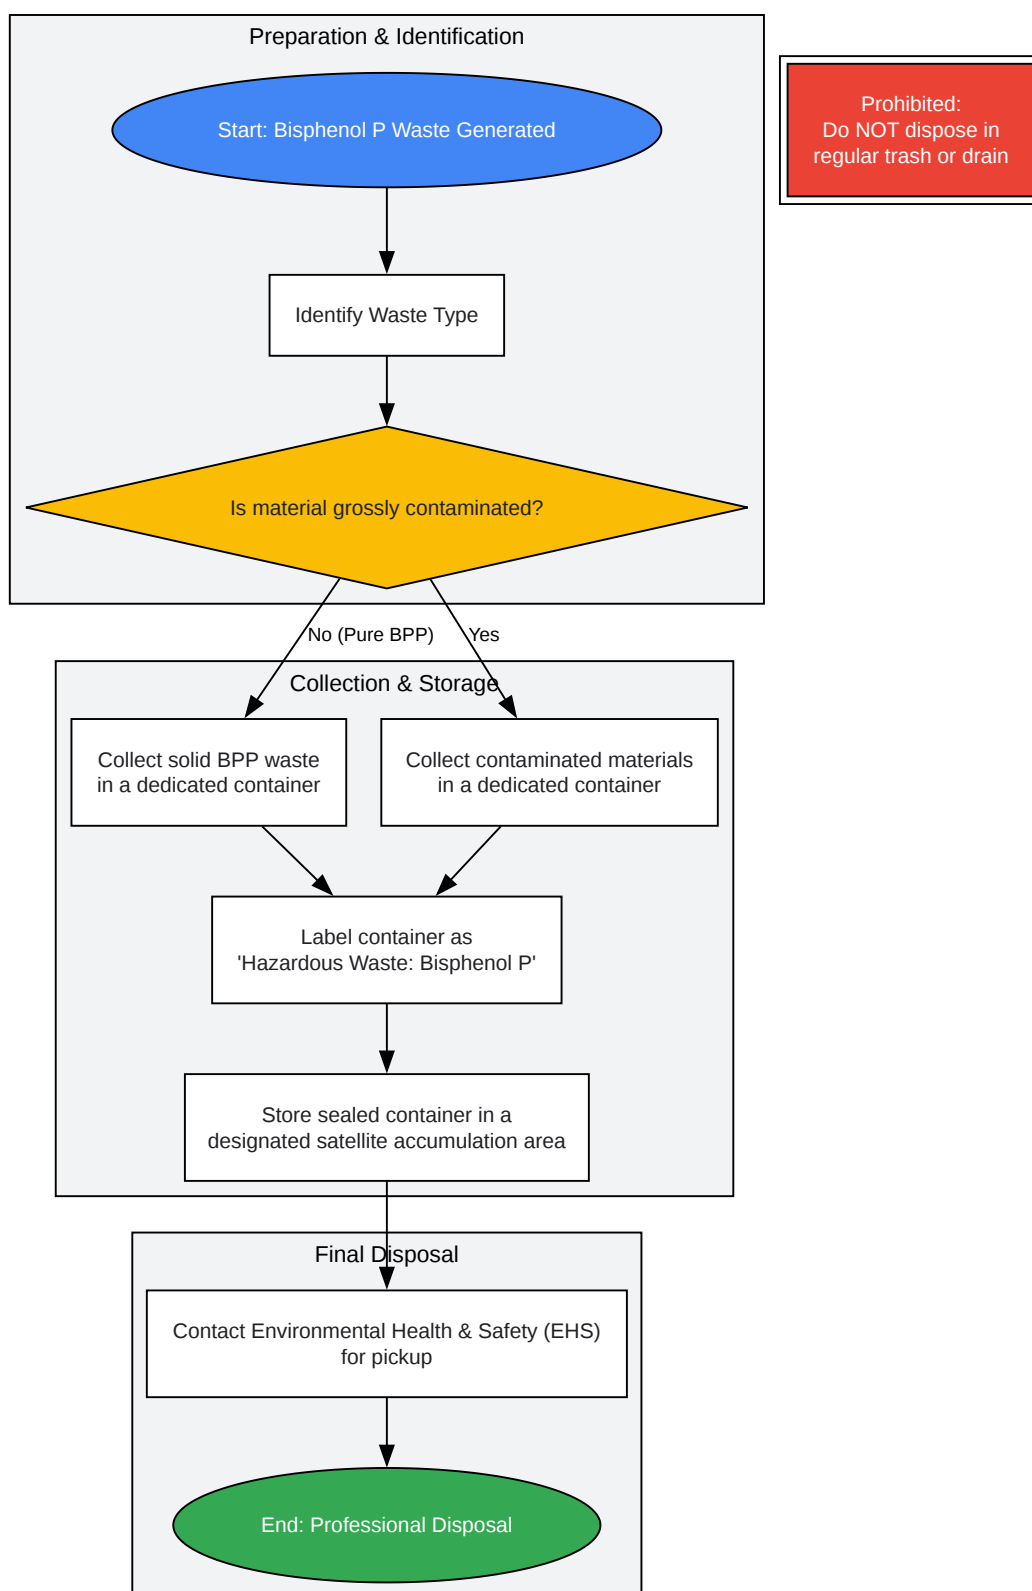 Preparation & Identification
Start: Bisphenol P Waste Generated
Prohibited:
Do NOT dispose in
regular trash or drain
Identify Waste Type
Is material grossly contaminated?
No (Pure BPP)
Yes
Collection & Storage
Collect solid BPP waste
in a dedicated container
Collect contaminated materials
in a dedicated container
Label container as
'Hazardous Waste: Bisphenol P'
Store sealed container in a
designated satellite accumulation area
Final Disposal
Contact Environmental Health & Safety (EHS)
for pickup
End: Professional Disposal